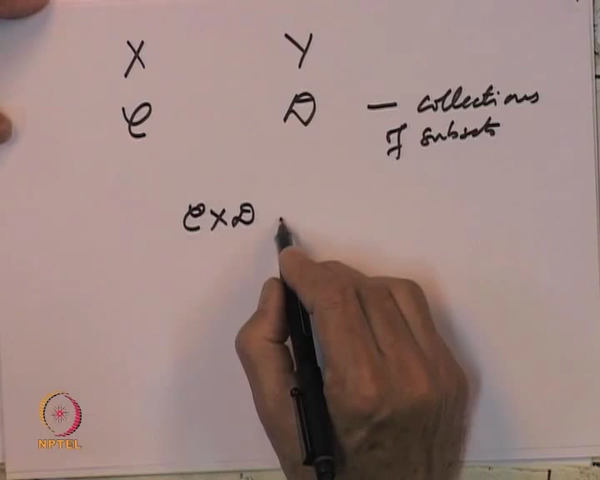 X Y
𝒞 𝒟 — collections
of subsets
𝒞 × 𝒟
NPTEL